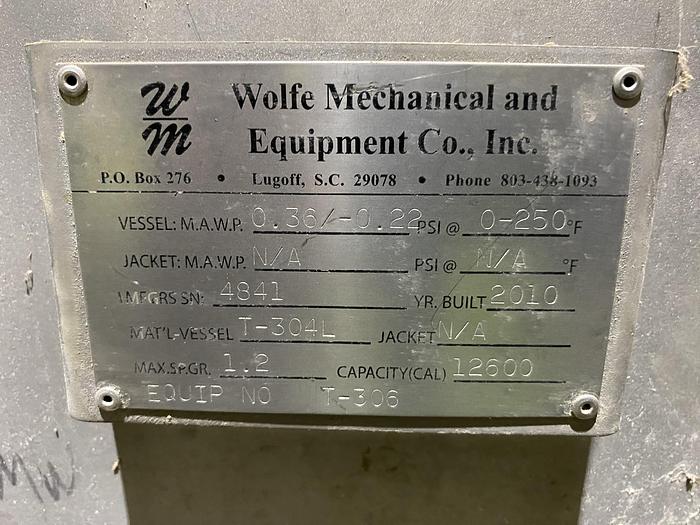 W
M
Wolfe Mechanical and
Equipment Co., Inc.
P.O. Box 276 • Lugoff, S.C. 29078 • Phone 803-438-1093
VESSEL: M.A.W.P. 0.36/-0.22 PSI @ 0-250 °F
JACKET: M.A.W.P. N/A PSI @ N/A °F
MFGRS SN: 4841 YR. BUILT 2010
MAT'L-VESSEL T-304L JACKET N/A
MAX.SP.GR. 1.2 CAPACITY(CAL) 12600
EQUIP NO T-306